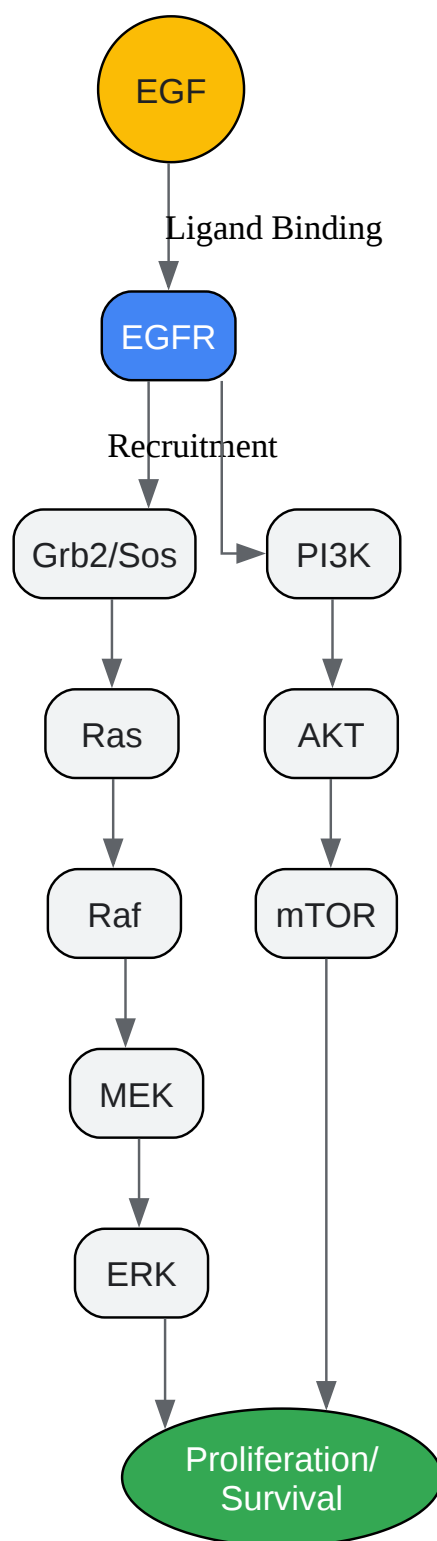 EGF
Ligand Binding
EGFR
Recruitment
Grb2/Sos
PI3K
Ras
AKT
Raf
mTOR
MEK
ERK
Proliferation/
Survival